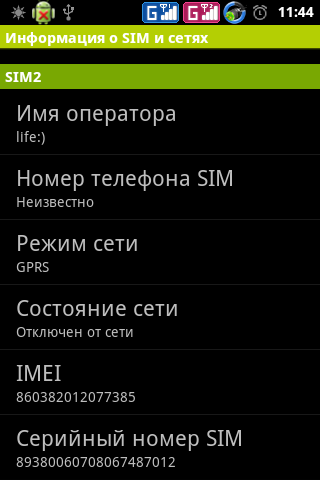 11:44
Информация о SIM и сетях
SIM2
Имя оператора
life:)
Номер телефона SIM
Неизвестно
Режим сети
GPRS
Состояние сети
Отключен от сети
IMEI
860382012077385
Серийный номер SIM
89380060708067487012